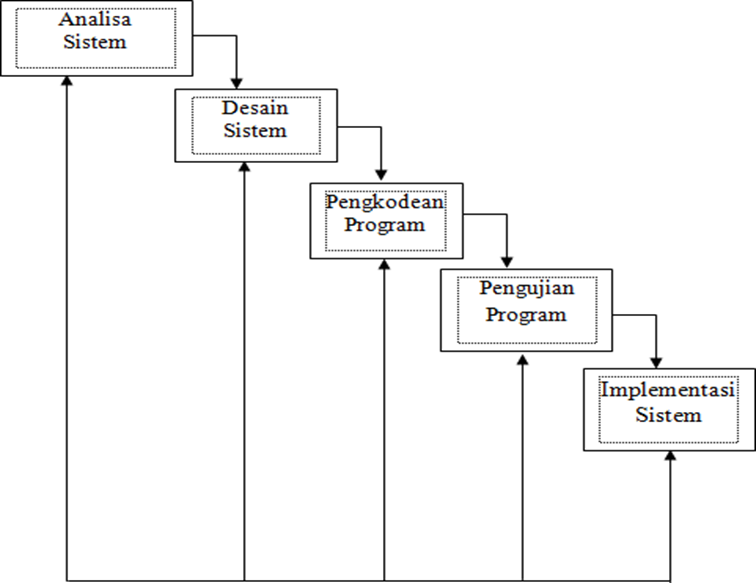 Analisa
Sistem
Desain
Sistem
Pengkodean
Program
Pengujian
Program
Implementasi
Sistem